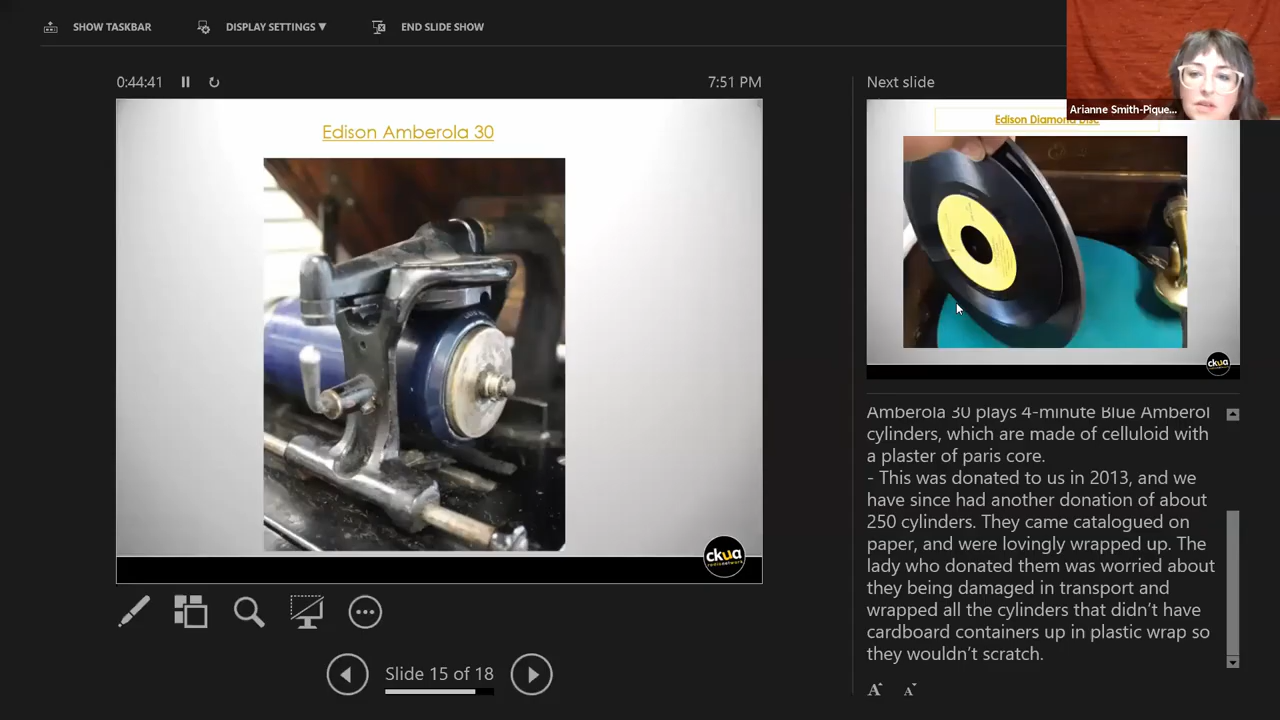 SHOW TASKBAR
DISPLAY SETTINGS ▼
END SLIDE SHOW
0:44:41
7:51 PM
Next slide
Arianne Smith-Pique...
Edison Amberola 30
Edison Diamond Disc
ckua
radio network
ckua
Amberola 30 plays 4-minute Blue Amberol
cylinders, which are made of celluloid with
a plaster of paris core.
- This was donated to us in 2013, and we
have since had another donation of about
250 cylinders. They came catalogued on
paper, and were lovingly wrapped up. The
lady who donated them was worried about
they being damaged in transport and
wrapped all the cylinders that didn't have
cardboard containers up in plastic wrap so
they wouldn't scratch.
Slide 15 of 18
A A